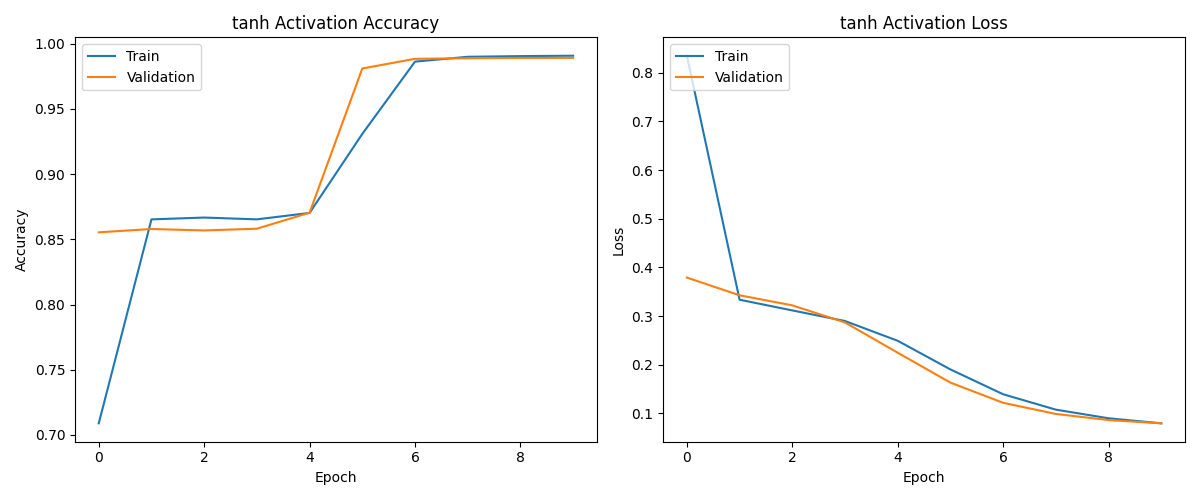 tanh Activation Accuracy
Train
Validation
1.00
0.95
0.90
0.85
0.80
0.75
0.70
Accuracy
0 2 4 6 8
Epoch
tanh Activation Loss
Train
Validation
0.8
0.7
0.6
0.5
0.4
0.3
0.2
0.1
Loss
0 2 4 6 8
Epoch